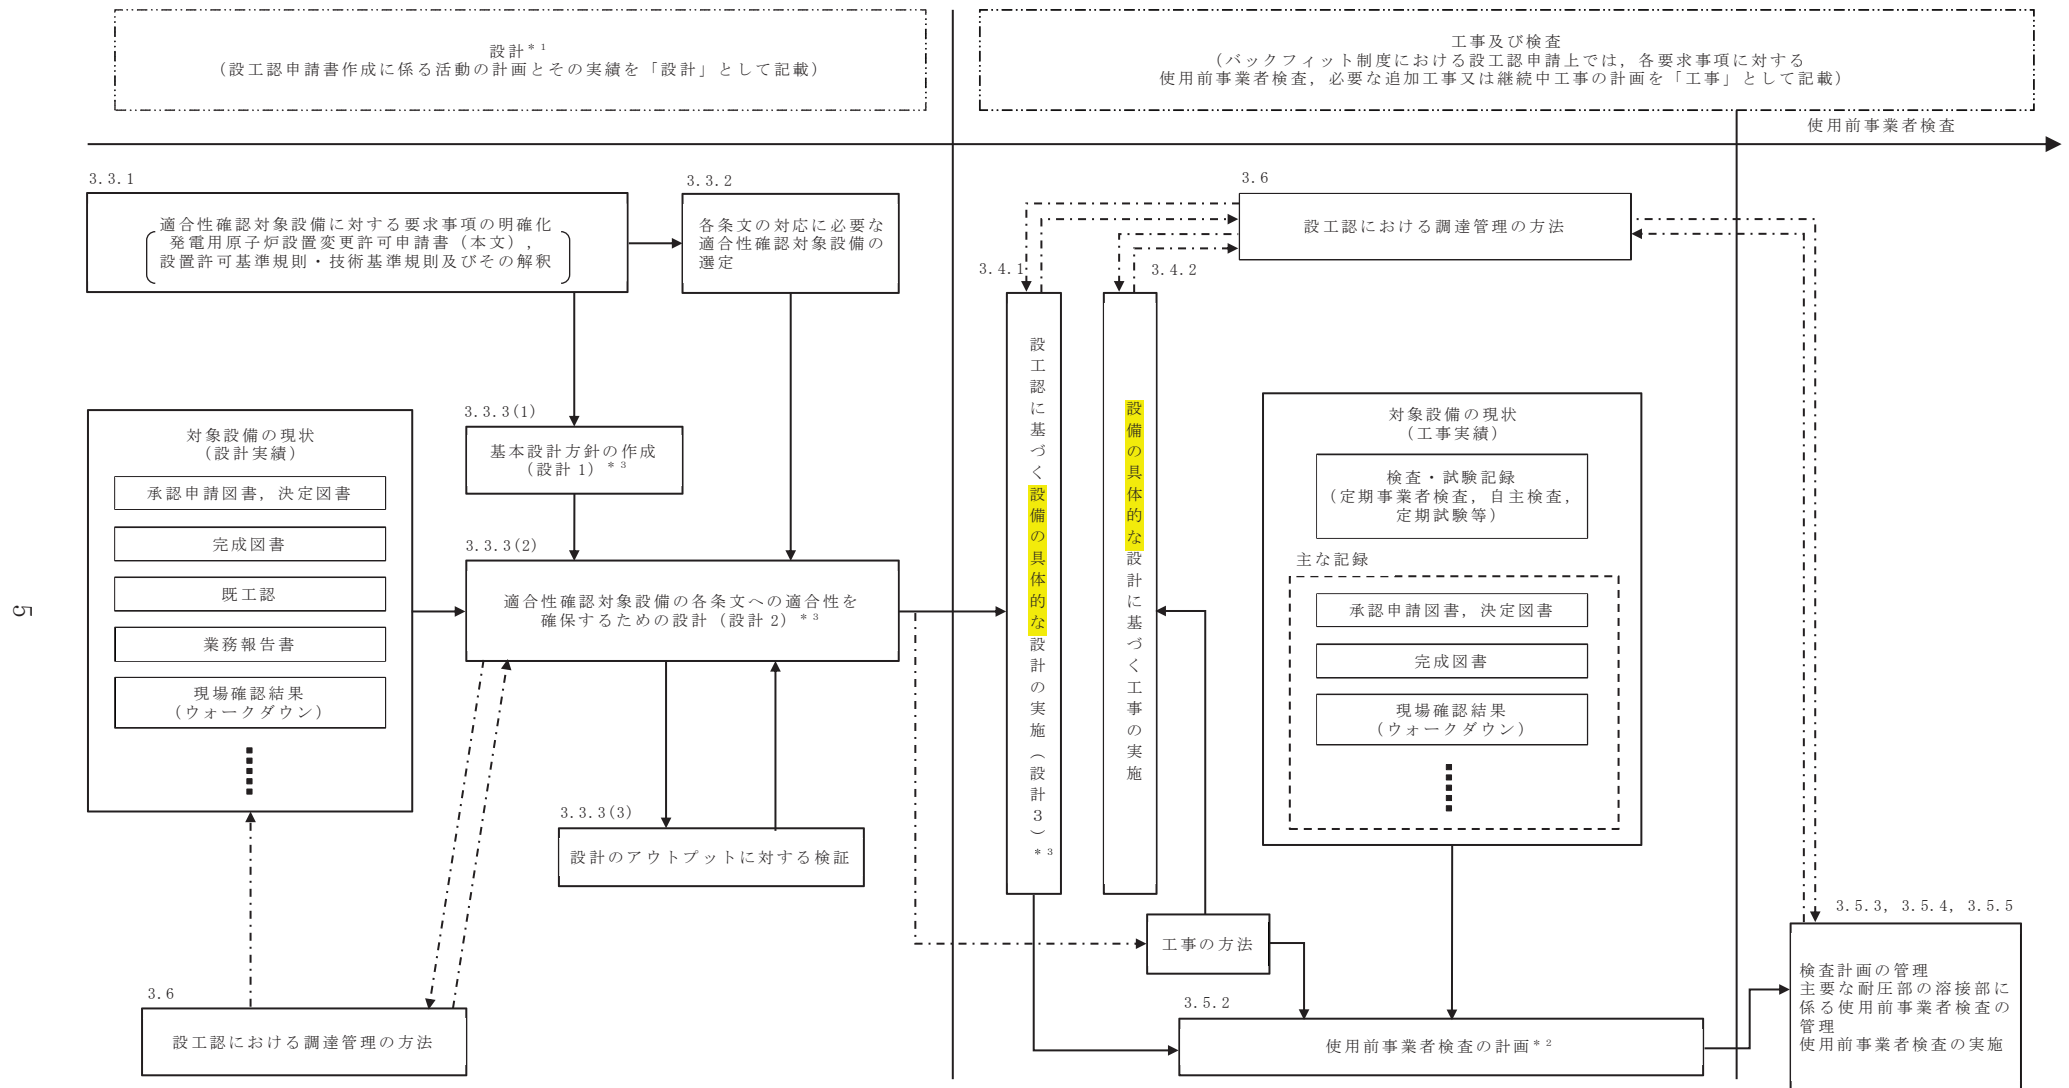 設計*1
（設工認申請書作成に係る活動の計画とその実績を「設計」として記載）
工事及び検査
（バックフィット制度における設工認申請上では，各要求事項に対する
使用前事業者検査，必要な追加工事又は継続中工事の計画を「工事」として記載）
使用前事業者検査
3.3.1
適合性確認対象設備に対する要求事項の明確化
発電用原子炉設置変更許可申請書（本文），
設置許可基準規則・技術基準規則及びその解釈
3.3.2
各条文の対応に必要な
適合性確認対象設備の
選定
3.6
設工認における調達管理の方法
3.4.1
設工認に基づく設備の具体的な設計の実施（設計3）*3
3.4.2
設備の具体的な設計に基づく工事の実施
対象設備の現状
（設計実績）
承認申請図書，決定図書
完成図書
既工認
業務報告書
現場確認結果
（ウォークダウン）
3.3.3(1)
基本設計方針の作成
（設計1）*3
3.3.3(2)
適合性確認対象設備の各条文への適合性を
確保するための設計（設計2）*3
3.3.3(3)
設計のアウトプットに対する検証
3.6
設工認における調達管理の方法
対象設備の現状
（工事実績）
検査・試験記録
（定期事業者検査，自主検査，
定期試験等）
主な記録
承認申請図書，決定図書
完成図書
現場確認結果
（ウォークダウン）
工事の方法
3.5.2
使用前事業者検査の計画*2
3.5.3, 3.5.4, 3.5.5
検査計画の管理
主要な耐圧部の溶接部に
係る使用前事業者検査の
管理
使用前事業者検査の実施
5